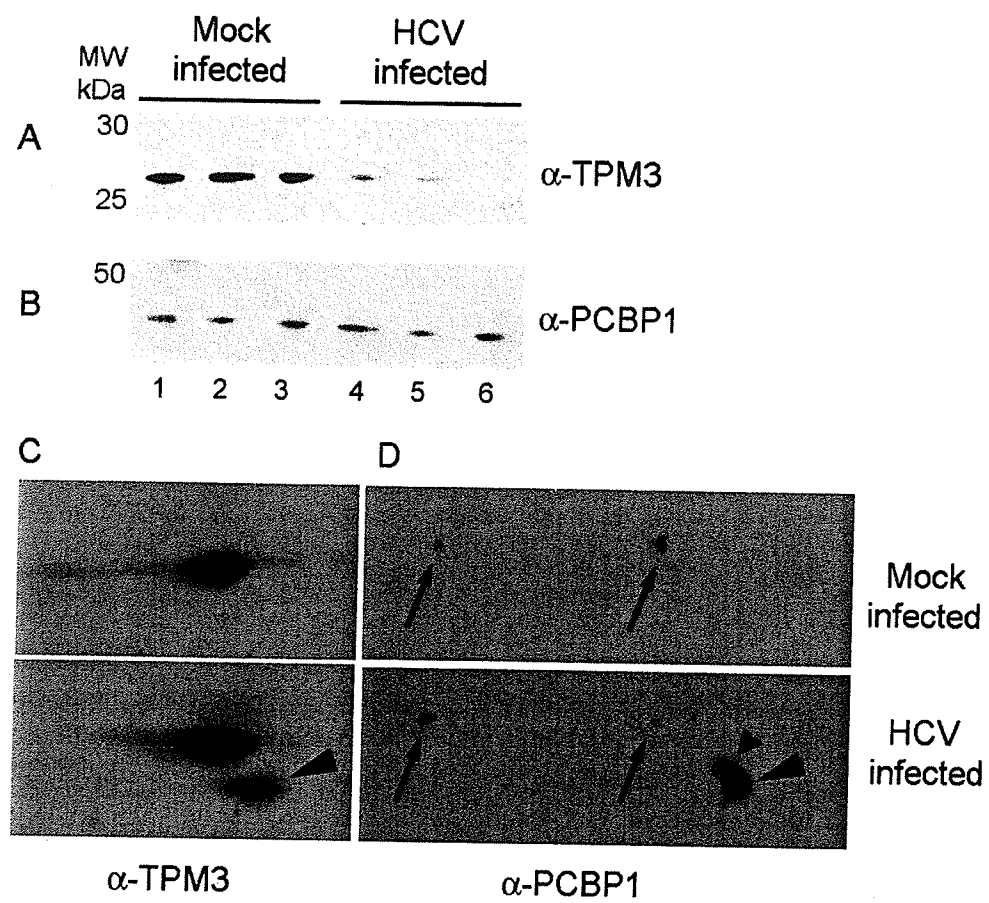 Mock
infected
HCV
infected
MW
kDa
A
30
25
α-TPM3
B
50
α-PCBP1
1 2 3 4 5 6
C
D
Mock
infected
HCV
infected
α-TPM3
α-PCBP1